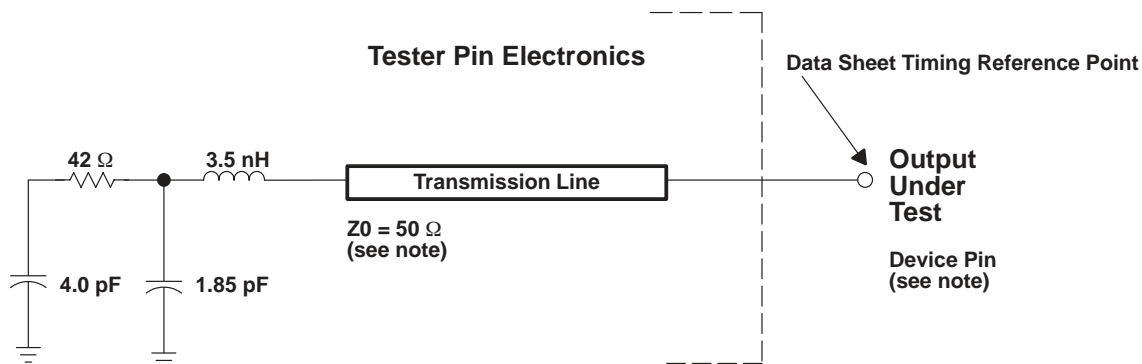 Tester Pin Electronics
Data Sheet Timing Reference Point
42 Ω
3.5 nH
Transmission Line
Output
Under
Test
Z0 = 50 Ω
(see note)
Device Pin
(see note)
4.0 pF
1.85 pF